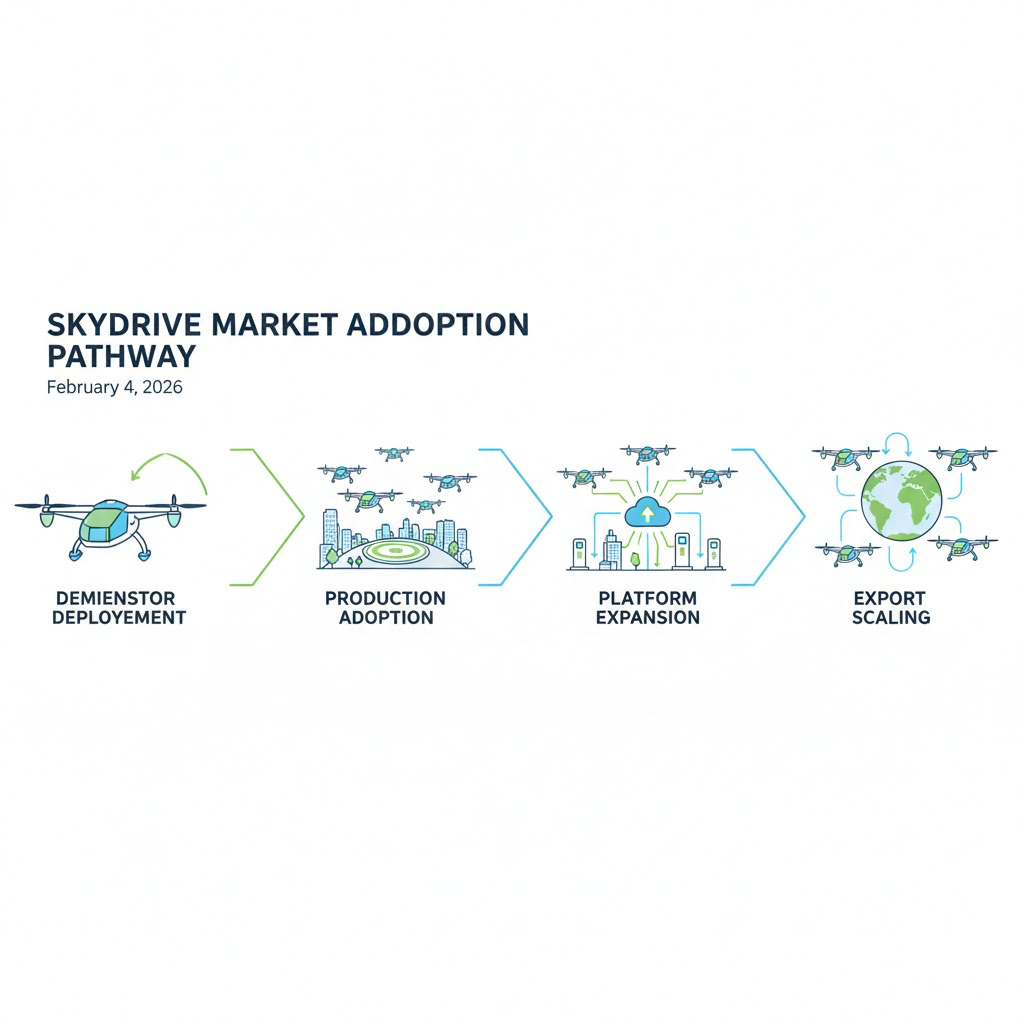 SKYDRIVE MARKET ADDOPTION
PATHWAY
February 4, 2026
DEMIENSTOR
DEPLOYEMENT
PRODUCTION
ADOPTION
PLATFORM
EXPANSION
EXPORT
SCALING